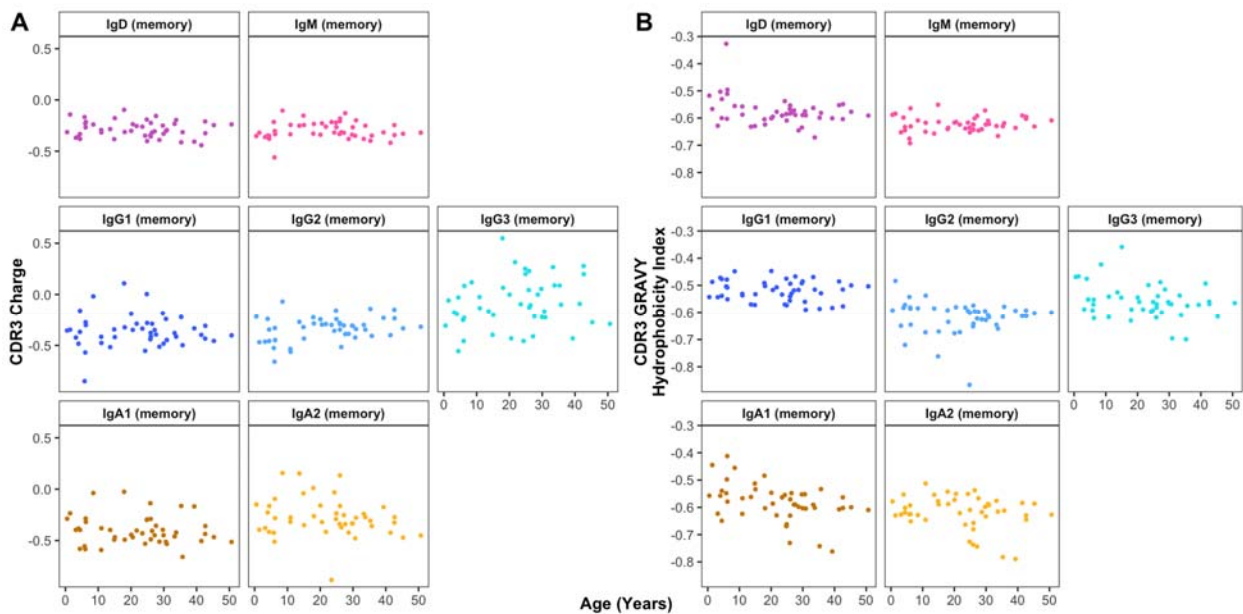 A
IgD (memory) IgM (memory)
0.5
0.0
-0.5
IgG1 (memory) IgG2 (memory) IgG3 (memory)
CDR3 Charge
0.5
0.0
-0.5
0 10 20 30 40 50
IgA1 (memory) IgA2 (memory)
0.5
0.0
-0.5
0 10 20 30 40 50 0 10 20 30 40 50
B
IgD (memory) IgM (memory)
-0.3
-0.4
-0.5
-0.6
-0.7
-0.8
IgG1 (memory) IgG2 (memory) IgG3 (memory)
CDR3 GRAVY
Hydrophobicity Index
-0.3
-0.4
-0.5
-0.6
-0.7
-0.8
0 10 20 30 40 50
IgA1 (memory) IgA2 (memory)
-0.3
-0.4
-0.5
-0.6
-0.7
-0.8
0 10 20 30 40 50 0 10 20 30 40 50
Age (Years)